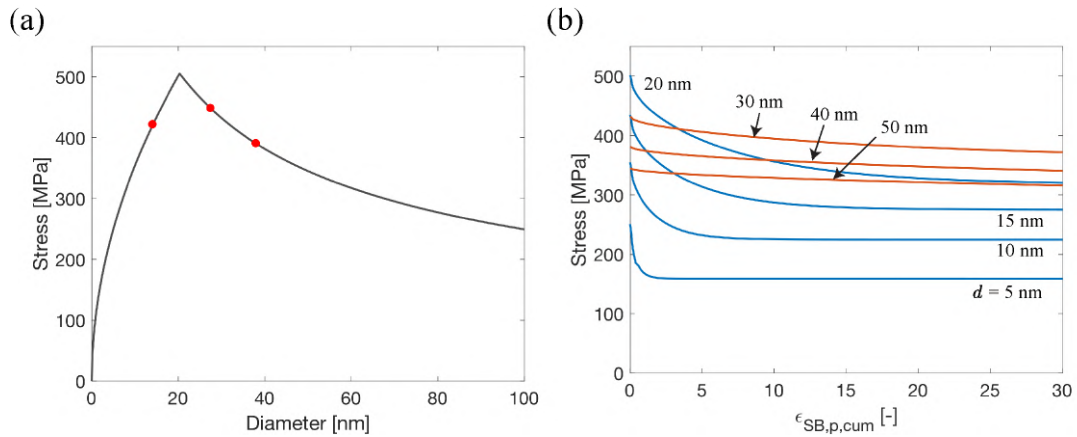 (a)
500
400
300
200
100
0
Stress [MPa]
0 20 40 60 80 100
Diameter [nm]
(b)
500
400
300
200
100
0
Stress [MPa]
20 nm
30 nm
40 nm
50 nm
15 nm
10 nm
d = 5 nm
0 5 10 15 20 25 30
ϵSB,p,cum [-]